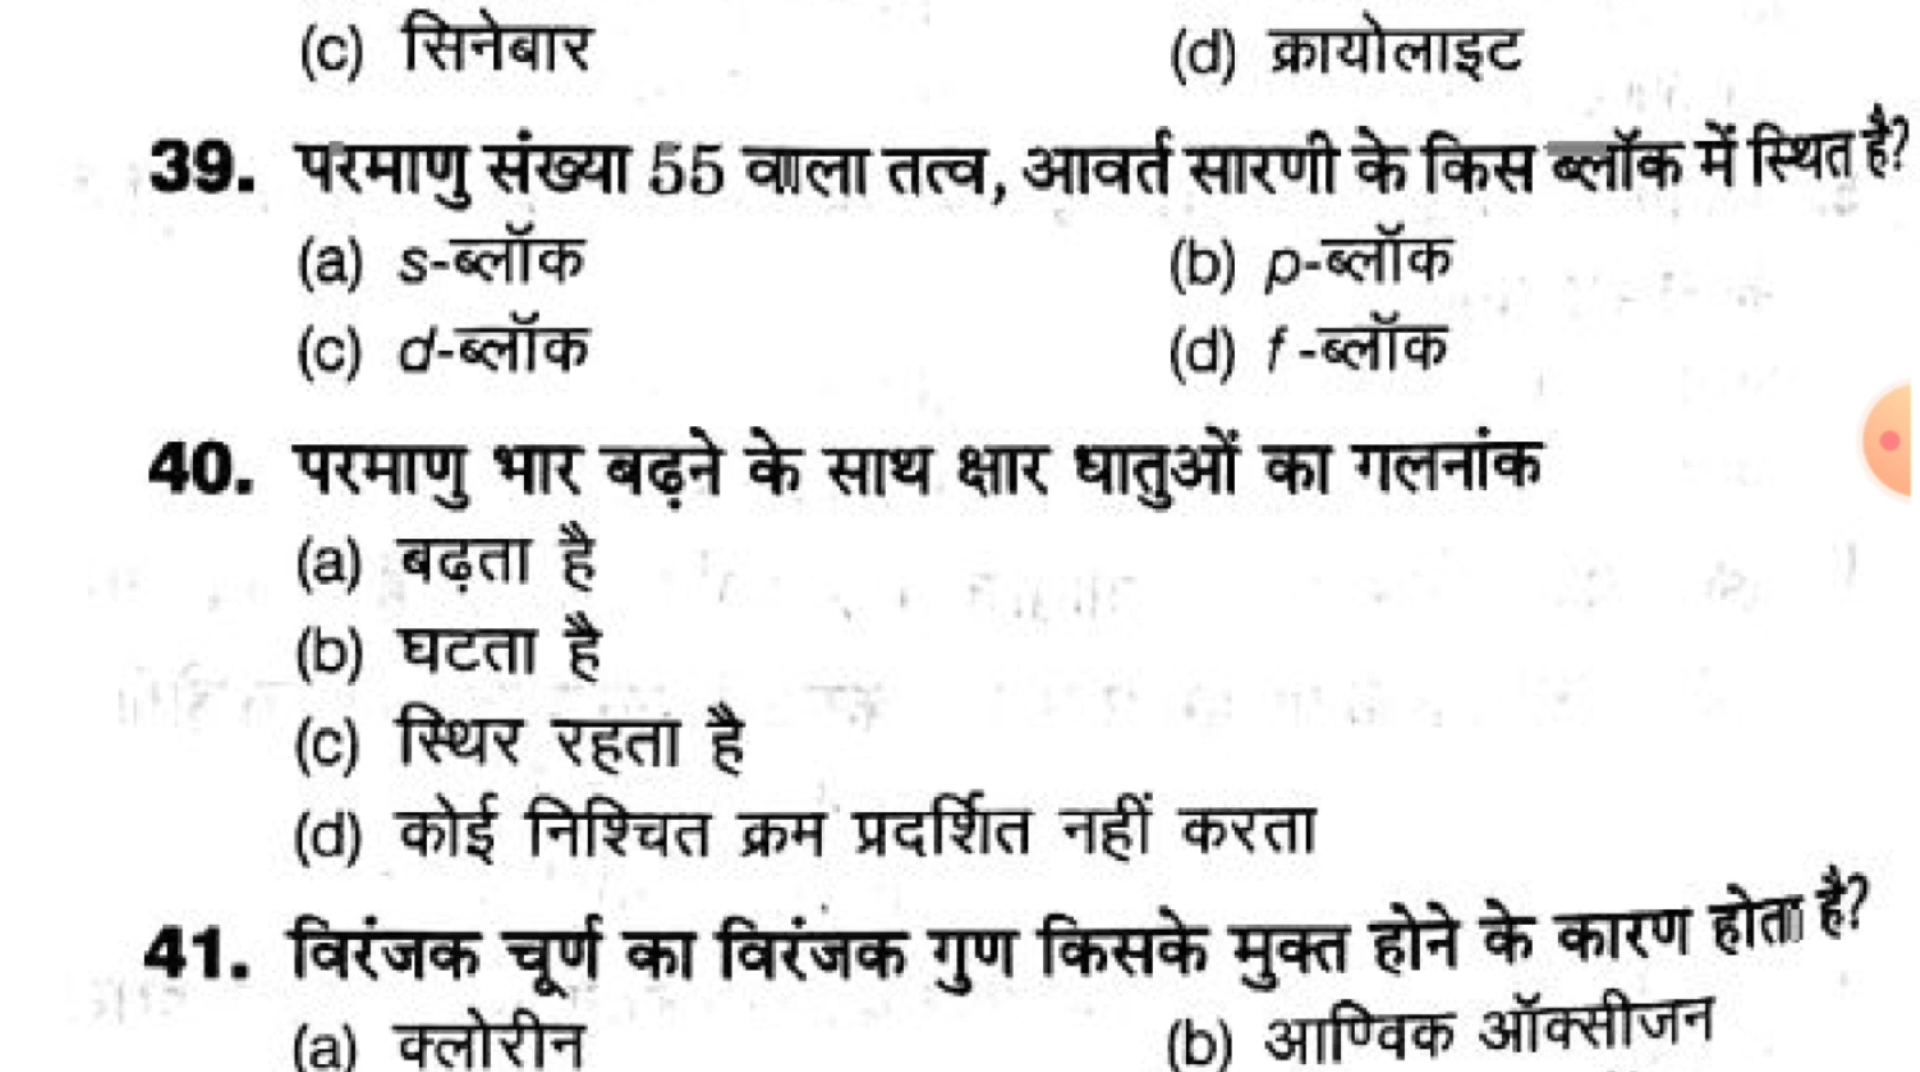 (c) सिनेबार (d) क्रायोलाइट
39. परमाणु संख्या 55 वाला तत्व, आवर्त सारणी के किस ब्लॉक में स्थित है?
(a) s-ब्लॉक (b) p-ब्लॉक
(c) d-ब्लॉक (d) f-ब्लॉक
40. परमाणु भार बढ़ने के साथ क्षार धातुओं का गलनांक
(a) बढ़ता है
(b) घटता है
(c) स्थिर रहता है
(d) कोई निश्चित क्रम प्रदर्शित नहीं करता
41. विरंजक चूर्ण का विरंजक गुण किसके मुक्त होने के कारण होता है?
(a) क्लोरीन (b) आण्विक ऑक्सीजन